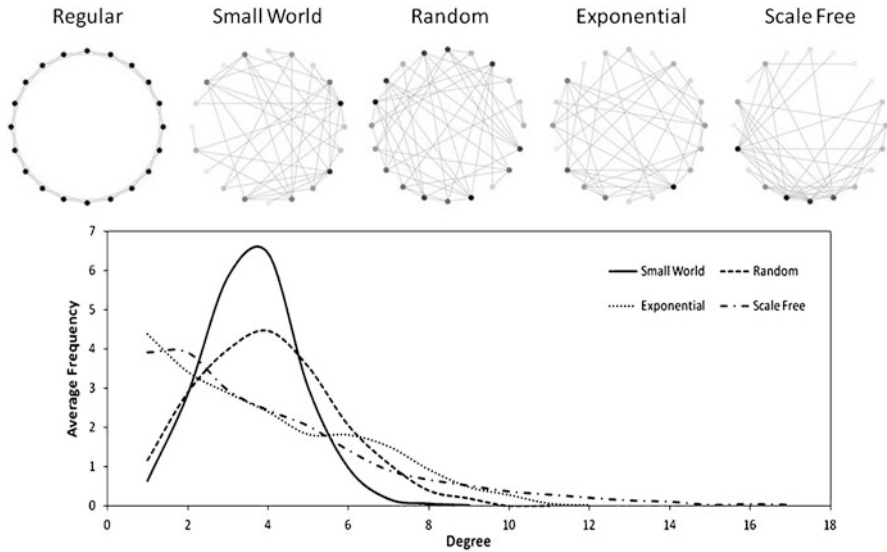 Regular Small World Random Exponential Scale Free
7
6
5
4
3
2
1
0
Average Frequency
Small World Random
Exponential Scale Free
0 2 4 6 8 10 12 14 16 18
Degree